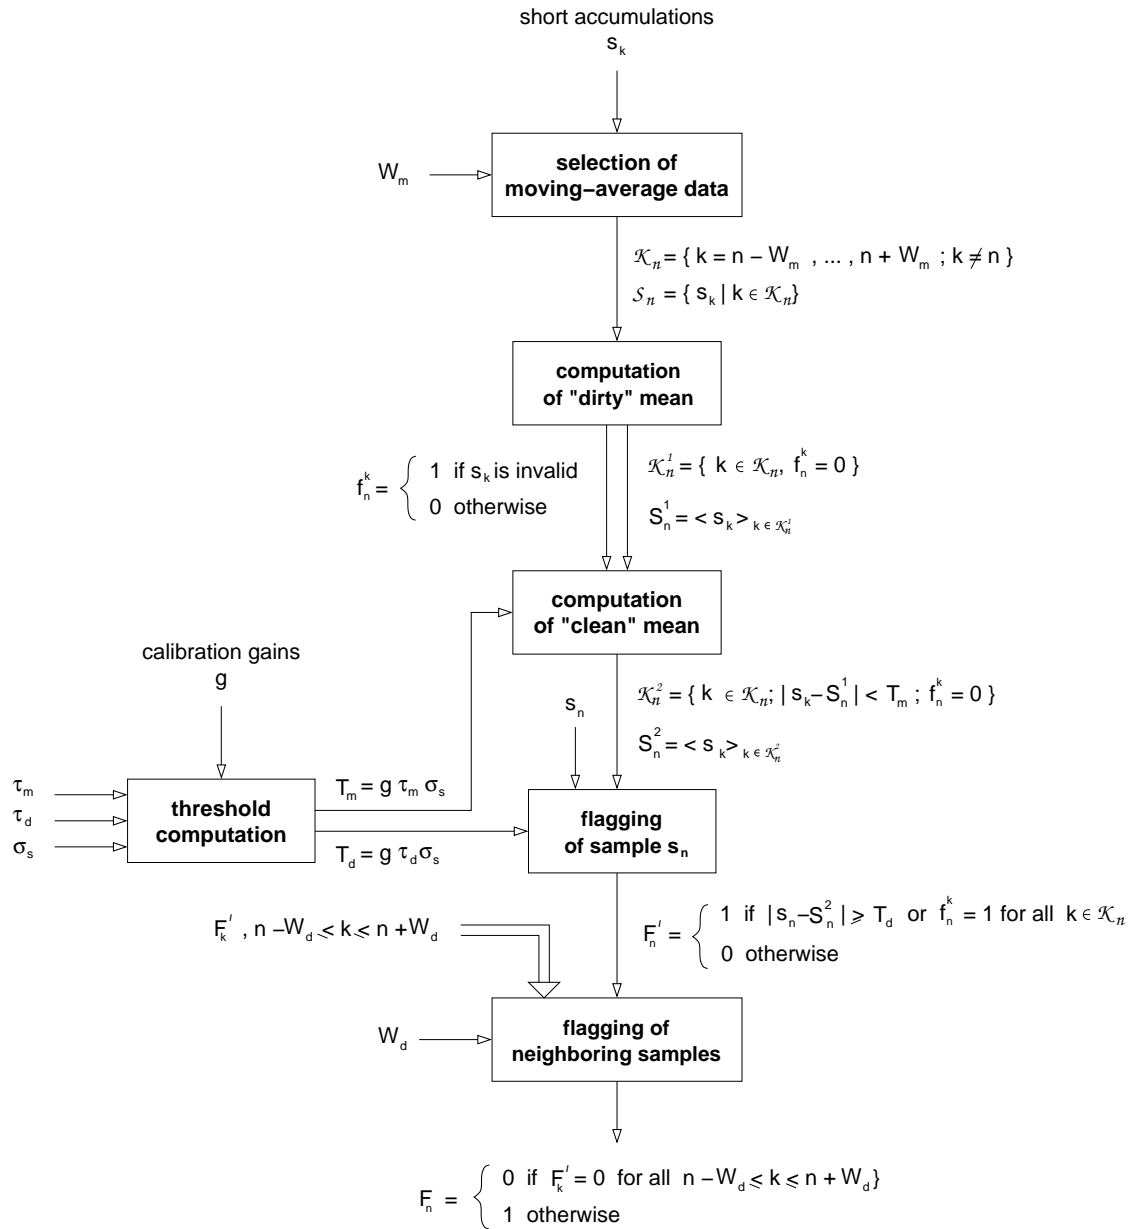 short accumulations
s_k
W_m
selection of
moving–average data
𝒦_n = { k = n – W_m , ... , n + W_m ; k ≠ n }
𝒮_n = { s_k | k ∈ 𝒦_n}
computation
of "dirty" mean
f_n^k = { 1 if s_k is invalid
0 otherwise
𝒦_n^1 = { k ∈ 𝒦_n, f_n^k = 0 }
S_n^1 = < s_k >_{k ∈ 𝒦_n^1}
computation
of "clean" mean
calibration gains
g
𝒦_n^2 = { k ∈ 𝒦_n; | s_k – S_n^1 | < T_m ; f_n^k = 0 }
S_n^2 = < s_k >_{k ∈ 𝒦_n^2}
s_n
τ_m
τ_d
σ_s
threshold
computation
T_m = g τ_m σ_s
T_d = g τ_d σ_s
flagging
of sample s_n
F_k^′ , n – W_d ⩽ k ⩽ n + W_d
F_n^′ = { 1 if | s_n – S_n^2 | ⩾ T_d or f_n^k = 1 for all k ∈ 𝒦_n
0 otherwise
W_d
flagging of
neighboring samples
F_n = { 0 if F_k^′ = 0 for all n – W_d ⩽ k ⩽ n + W_d}
1 otherwise